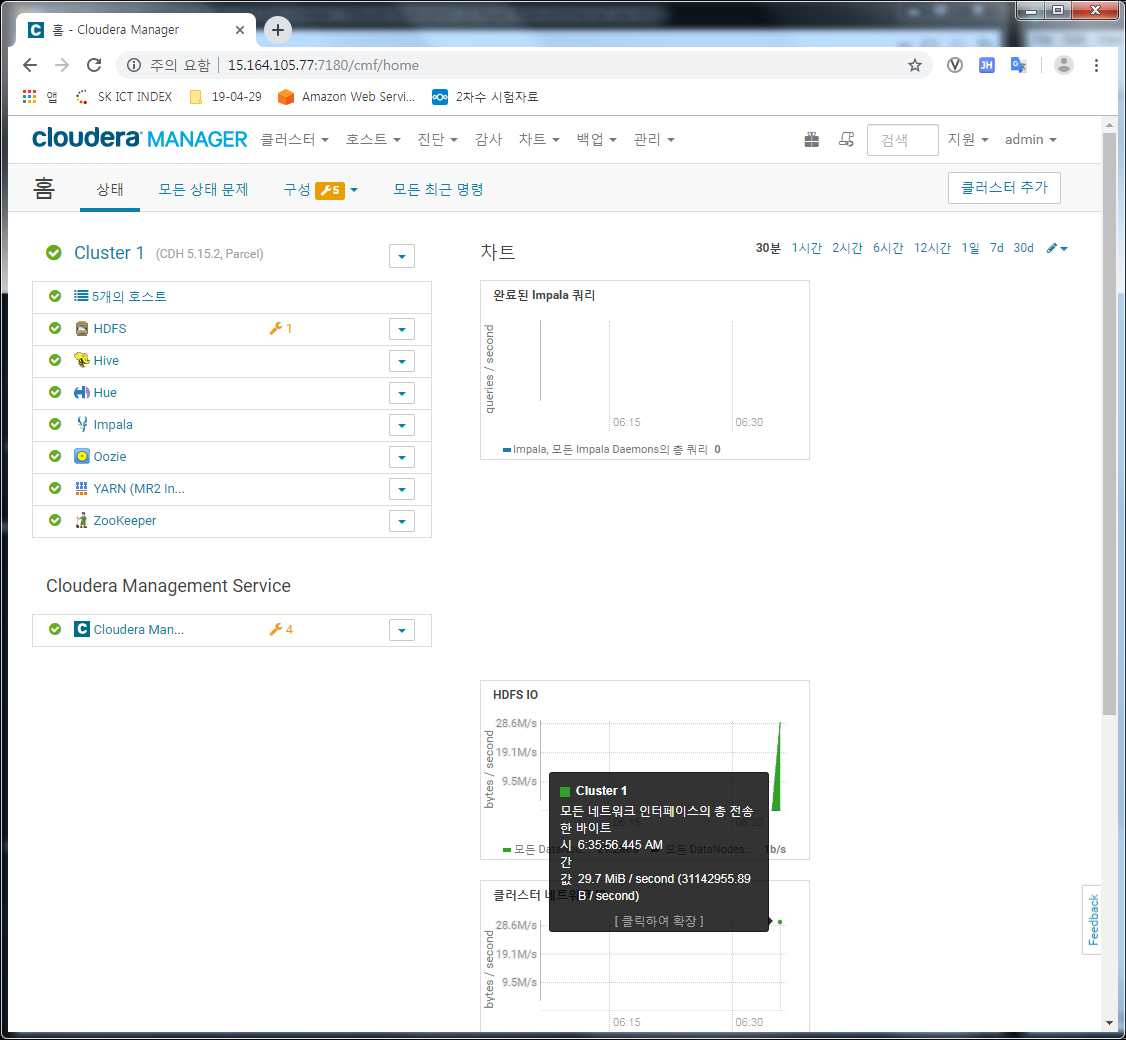 홈 - Cloudera Manager
주의 요함 15.164.105.77:7180/cmf/home
앱 SK ICT INDEX 19-04-29 Amazon Web Servi... 2차수 시험자료
cloudera MANAGER 클러스터 호스트 진단 감사 차트 백업 관리 검색 지원 admin
홈 상태 모든 상태 문제 구성 5 모든 최근 명령 클러스터 추가
Cluster 1 (CDH 5.15.2, Parcel)
5개의 호스트
HDFS 1
Hive
Hue
Impala
Oozie
YARN (MR2 In...
ZooKeeper
Cloudera Management Service
Cloudera Man... 4
차트 30분 1시간 2시간 6시간 12시간 1일 7d 30d
완료된 Impala 쿼리
queries / second
06:15 06:30
Impala, 모든 Impala Daemons의 총 쿼리 0
HDFS IO
bytes / second
28.6M/s
19.1M/s
9.5M/s
Cluster 1
모든 네트워크 인터페이스의 총 전송
한 바이트
시 6:35:56.445 AM
간
값 29.7 MiB / second (31142955.89
B / second)
[ 클릭하여 확장 ]
모든 DataNodes... 1b/s
클러스터 네트워크
bytes / second
28.6M/s
19.1M/s
9.5M/s
06:15 06:30
Feedback